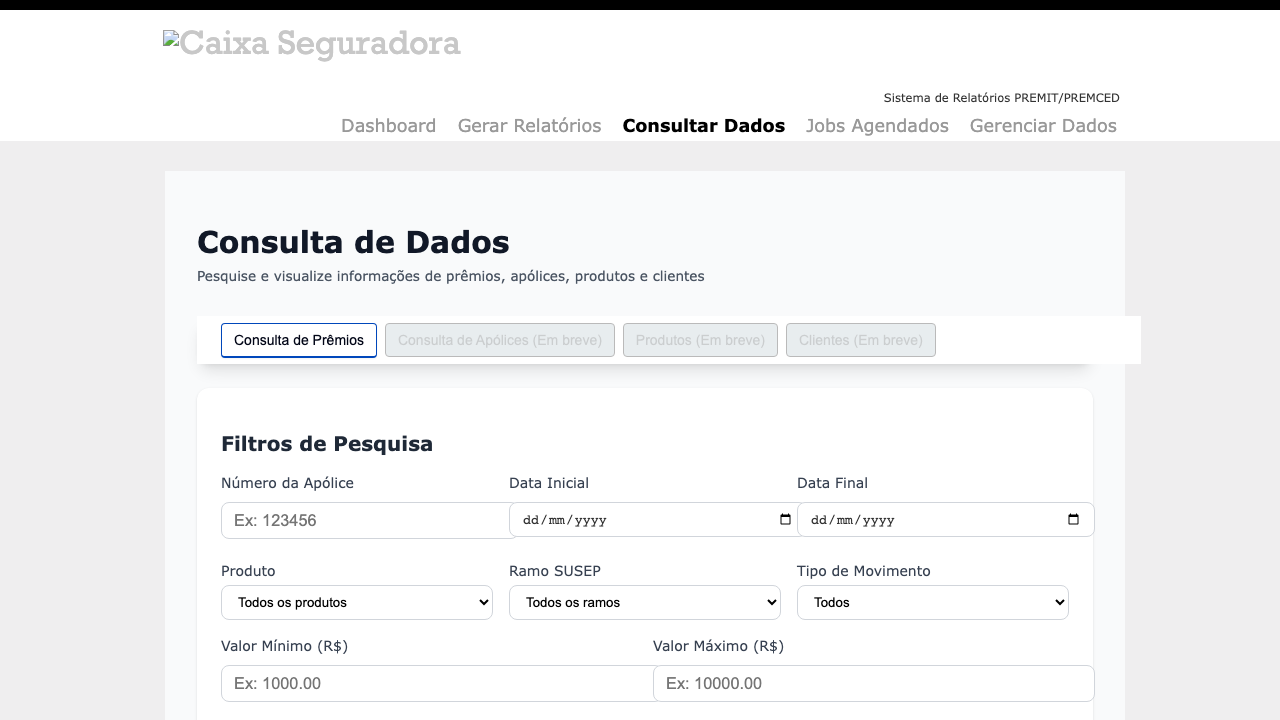 Caixa Seguradora
Sistema de Relatórios PREMIT/PREMCED
Dashboard Gerar Relatórios Consultar Dados Jobs Agendados Gerenciar Dados
Consulta de Dados
Pesquise e visualize informações de prêmios, apólices, produtos e clientes
Consulta de Prêmios Consulta de Apólices (Em breve) Produtos (Em breve) Clientes (Em breve)
Filtros de Pesquisa
Número da Apólice Data Inicial Data Final
Ex: 123456 dd/mm/yyyy dd/mm/yyyy
Produto Ramo SUSEP Tipo de Movimento
Todos os produtos Todos os ramos Todos
Valor Mínimo (R$) Valor Máximo (R$)
Ex: 1000.00 Ex: 10000.00